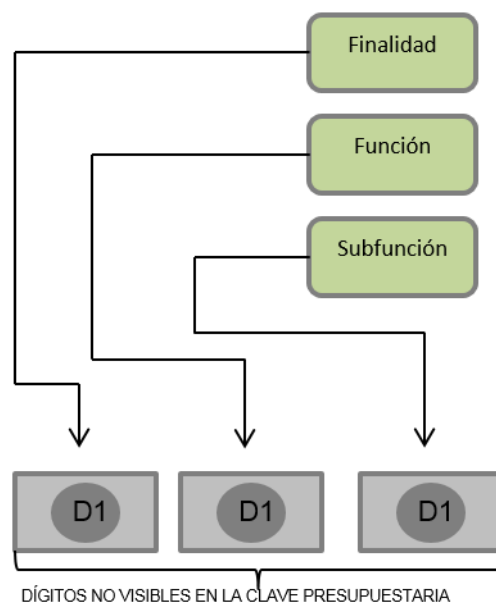 Finalidad
Función
Subfunción
D1
D1
D1
DÍGITOS NO VISIBLES EN LA CLAVE PRESUPUESTARIA